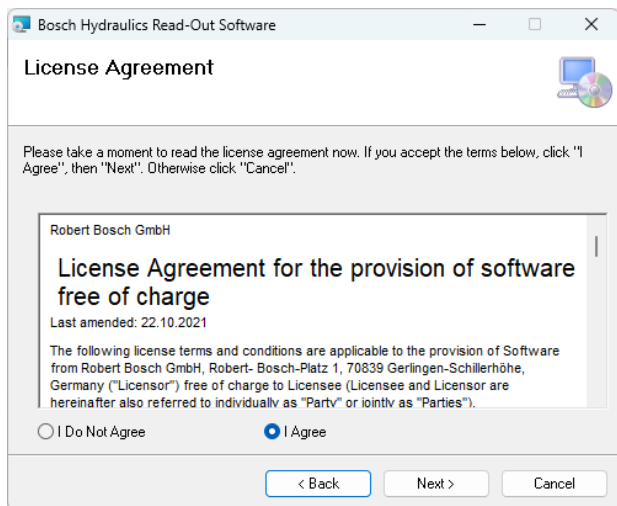 Bosch Hydraulics Read-Out Software
License Agreement
Please take a moment to read the license agreement now. If you accept the terms below, click "I
Agree", then "Next". Otherwise click "Cancel".
Robert Bosch GmbH
License Agreement for the provision of software
free of charge
Last amended: 22.10.2021
The following license terms and conditions are applicable to the provision of Software
from Robert Bosch GmbH, Robert- Bosch-Platz 1, 70839 Gerlingen-Schillerhöhe,
Germany ("Licensor") free of charge to Licensee (Licensee and Licensor are
hereinafter also referred to individually as "Party" or jointly as "Parties").
I Do Not Agree
I Agree
< Back
Next >
Cancel